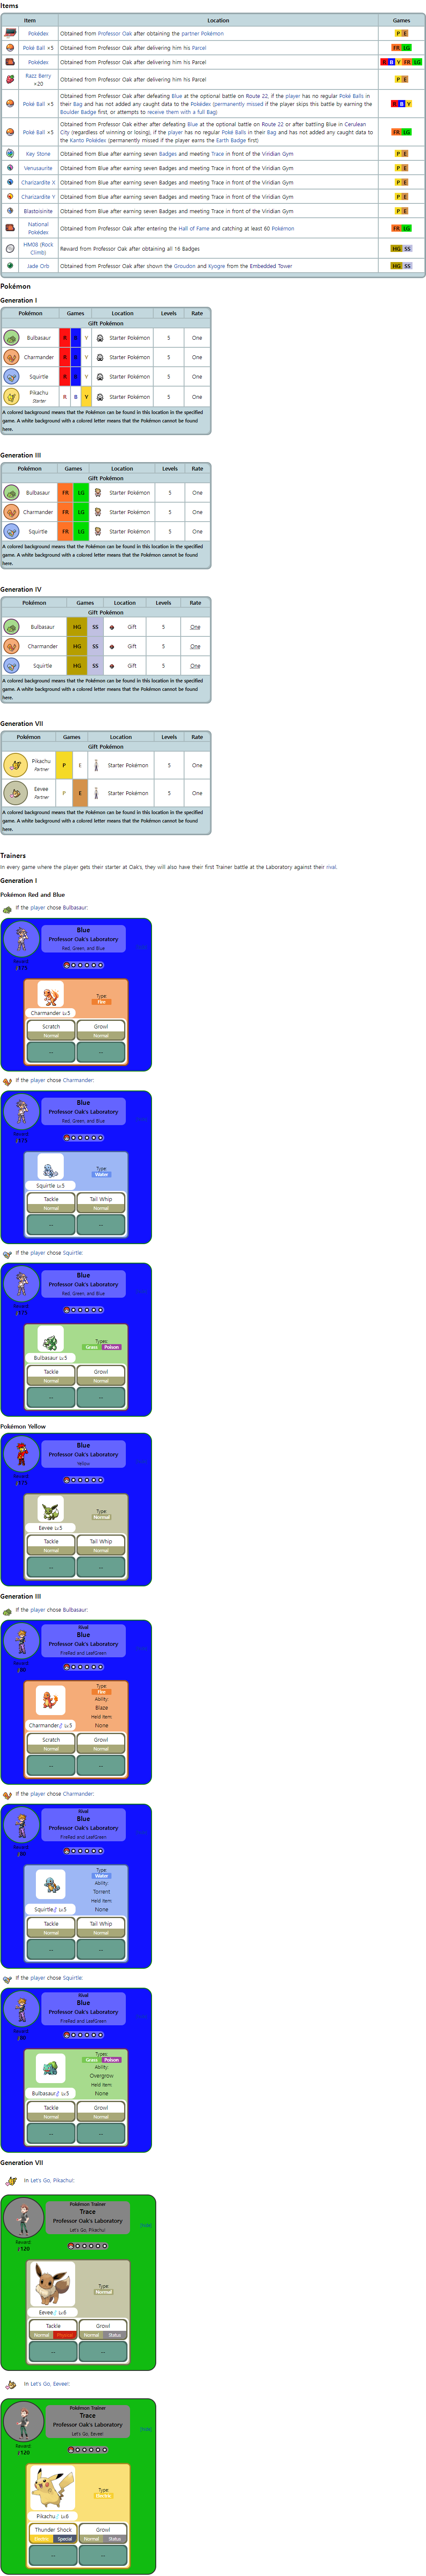 Items
Item Location Games
Pokédex Obtained from Professor Oak after obtaining the partner Pokémon P E
Poké Ball ×5 Obtained from Professor Oak after delivering him his Parcel FR LG
Pokédex Obtained from Professor Oak after delivering him his Parcel R B Y FR LG
Razz Berry ×20 Obtained from Professor Oak after delivering him his Parcel P E
Poké Ball ×5 Obtained from Professor Oak after defeating Blue at the optional battle on Route 22, if the player has no regular Poké Balls in their Bag and has not added any caught data to the Pokédex (permanently missed if the player skips this battle by earning the Boulder Badge first, or attempts to receive them with a full Bag) R B Y
Poké Ball ×5 Obtained from Professor Oak either after defeating Blue at the optional battle on Route 22 or after battling Blue in Cerulean City (regardless of winning or losing), if the player has no regular Poké Balls in their Bag and has not added any caught data to the Kanto Pokédex (permanently missed if the player earns the Earth Badge first) FR LG
Key Stone Obtained from Blue after earning seven Badges and meeting Trace in front of the Viridian Gym P E
Venusaurite Obtained from Blue after earning seven Badges and meeting Trace in front of the Viridian Gym P E
Charizardite X Obtained from Blue after earning seven Badges and meeting Trace in front of the Viridian Gym P E
Charizardite Y Obtained from Blue after earning seven Badges and meeting Trace in front of the Viridian Gym P E
Blastoisinite Obtained from Blue after earning seven Badges and meeting Trace in front of the Viridian Gym P E
National Pokédex Obtained from Professor Oak after entering the Hall of Fame and catching at least 60 Pokémon FR LG
HM08 (Rock Climb) Reward from Professor Oak after obtaining all 16 Badges HG SS
Jade Orb Obtained from Professor Oak after shown the Groudon and Kyogre from the Embedded Tower HG SS
Pokémon
Generation I
Pokémon Games Location Levels Rate
Gift Pokémon
Bulbasaur R B Y Starter Pokémon 5 One
Charmander R B Y Starter Pokémon 5 One
Squirtle R B Y Starter Pokémon 5 One
Pikachu Starter R B Y Starter Pokémon 5 One
A colored background means that the Pokémon can be found in this location in the specified
game. A white background with a colored letter means that the Pokémon cannot be found
here.
Generation III
Pokémon Games Location Levels Rate
Gift Pokémon
Bulbasaur FR LG Starter Pokémon 5 One
Charmander FR LG Starter Pokémon 5 One
Squirtle FR LG Starter Pokémon 5 One
A colored background means that the Pokémon can be found in this location in the specified
game. A white background with a colored letter means that the Pokémon cannot be found
here.
Generation IV
Pokémon Games Location Levels Rate
Gift Pokémon
Bulbasaur HG SS Gift 5 One
Charmander HG SS Gift 5 One
Squirtle HG SS Gift 5 One
A colored background means that the Pokémon can be found in this location in the specified
game. A white background with a colored letter means that the Pokémon cannot be found
here.
Generation VII
Pokémon Games Location Levels Rate
Gift Pokémon
Pikachu Partner P E Starter Pokémon 5 One
Eevee Partner P E Starter Pokémon 5 One
A colored background means that the Pokémon can be found in this location in the specified
game. A white background with a colored letter means that the Pokémon cannot be found
here.
Trainers
In every game where the player gets their starter at Oak's, they will also have their first Trainer battle at the Laboratory against their rival.
Generation I
Pokémon Red and Blue
If the player chose Bulbasaur:
Blue
Professor Oak's Laboratory
Red, Green, and Blue
Reward:
175
Type:
Fire
Charmander Lv.5
Scratch Growl
Normal Normal
-- --
If the player chose Charmander:
Blue
Professor Oak's Laboratory
Red, Green, and Blue
Reward:
175
Type:
Water
Squirtle Lv.5
Tackle Tail Whip
Normal Normal
-- --
If the player chose Squirtle:
Blue
Professor Oak's Laboratory
Red, Green, and Blue
Reward:
175
Types:
Grass Poison
Bulbasaur Lv.5
Tackle Growl
Normal Normal
-- --
Pokémon Yellow
Blue
Professor Oak's Laboratory
Yellow
Reward:
175
Type:
Normal
Eevee Lv.5
Tackle Tail Whip
Normal Normal
-- --
Generation III
If the player chose Bulbasaur:
Rival
Blue
Professor Oak's Laboratory
FireRed and LeafGreen
Reward:
80
Type:
Fire
Ability:
Blaze
Held item:
Charmander♂ Lv.5 None
Scratch Growl
Normal Normal
-- --
If the player chose Charmander:
Rival
Blue
Professor Oak's Laboratory
FireRed and LeafGreen
Reward:
80
Type:
Water
Ability:
Torrent
Held item:
Squirtle♂ Lv.5 None
Tackle Tail Whip
Normal Normal
-- --
If the player chose Squirtle:
Rival
Blue
Professor Oak's Laboratory
FireRed and LeafGreen
Reward:
80
Types:
Grass Poison
Ability:
Overgrow
Held item:
Bulbasaur♂ Lv.5 None
Tackle Growl
Normal Normal
-- --
Generation VII
In Let's Go, Pikachu!:
Pokémon Trainer
Trace
Professor Oak's Laboratory
Let's Go, Pikachu!
[hide]
Reward:
120
Type:
Normal
Eevee♂ Lv.6
Tackle Growl
Normal Physical Normal Status
-- --
In Let's Go, Eevee!:
Pokémon Trainer
Trace
Professor Oak's Laboratory
Let's Go, Eevee!
[hide]
Reward:
120
Type:
Electric
Pikachu♂ Lv.6
Thunder Shock Growl
Electric Special Normal Status
-- --